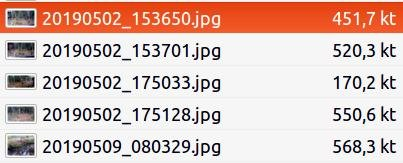 20190502_153650.jpg 451,7 kt
20190502_153701.jpg 520,3 kt
20190502_175033.jpg 170,2 kt
20190502_175128.jpg 550,6 kt
20190509_080329.jpg 568,3 kt